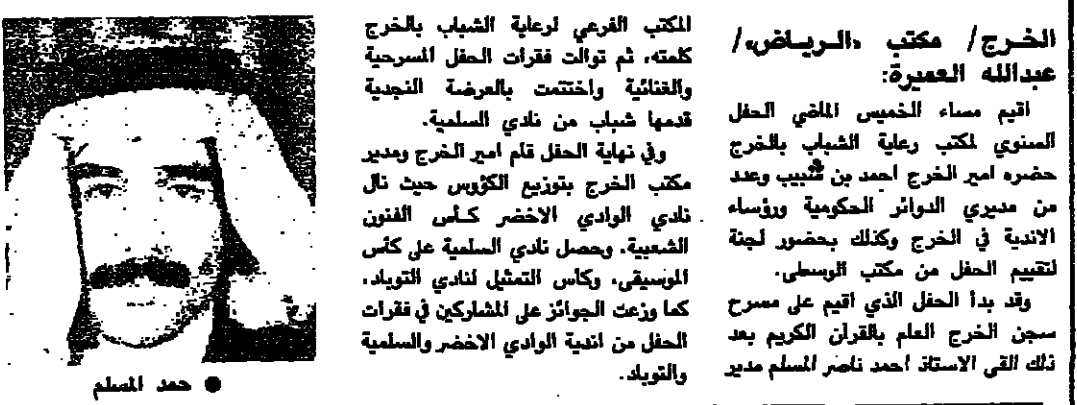 الخرج/ مكتب «الرياض»/
عبدالله العميرة:
اقيم مساء الخميس الماضي الحفل
السنوي لمكتب رعاية الشباب بالخرج
حضره امير الخرج احمد بن شبيب وعدد
من مديري الدوائر الحكومية ورؤساء
الاندية في الخرج وكذلك بحضور لجنة
لتقييم الحفل من مكتب الوسطى.
وقد بدأ الحفل الذي اقيم على مسرح
سجن الخرج العام بالقرآن الكريم بعد
ذلك القى الاستاذ احمد ناصر المسلم مدير
المكتب الفرعي لرعاية الشباب بالخرج
كلمته، ثم توالت فقرات الحفل المسرحية
والغنائية واختتمت بالعرضة النجدية
قدمها شباب من نادي السلمية.
وفي نهاية الحفل قام امير الخرج ومدير
مكتب الخرج بتوزيع الكؤوس حيث نال
نادي الوادي الاخضر كأس الفنون
الشعبية. وحصل نادي السلمية على كأس
الموسيقى، وكأس التمثيل لنادي التوباد.
كما وزعت الجوائز على المشاركين في فقرات
الحفل من اندية الوادي الاخضر والسلمية
والتوباد.
● حمد المسلم